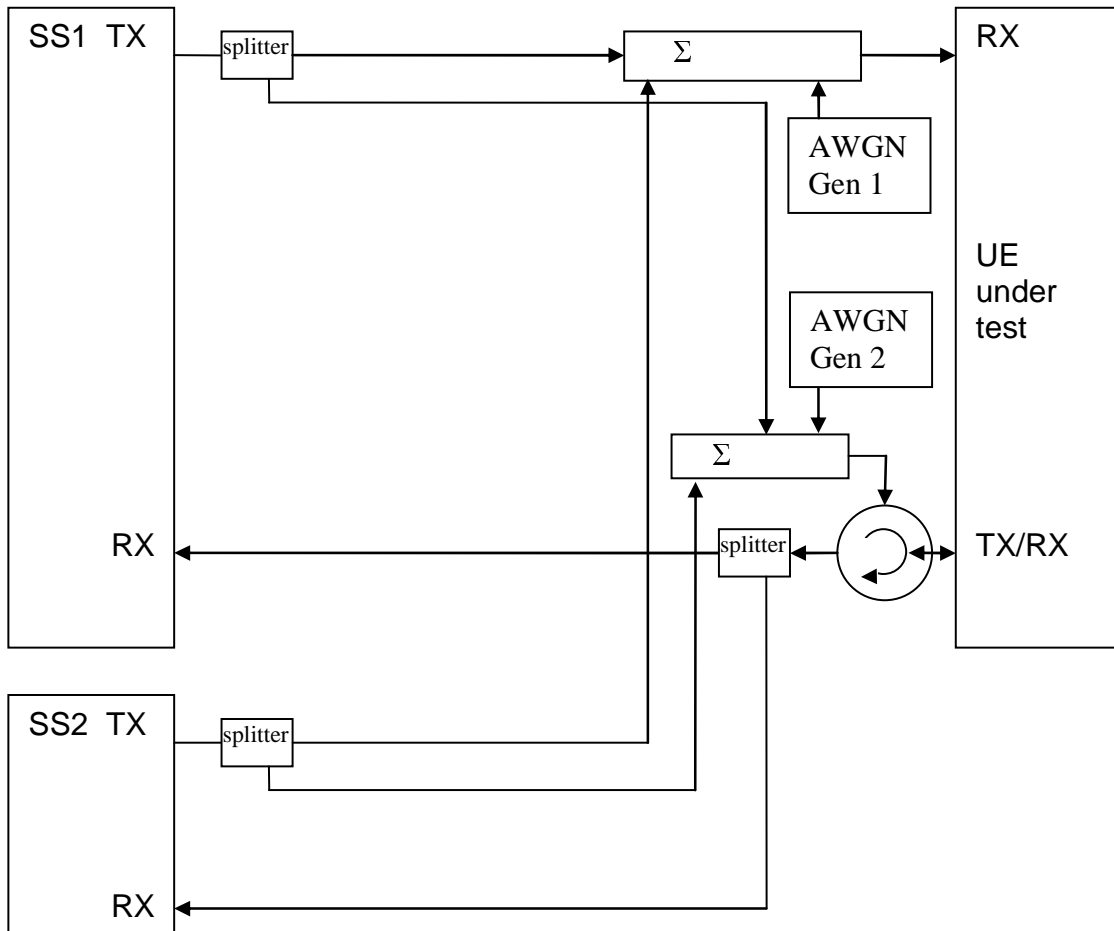 SS1 TX
splitter
Σ
RX
AWGN
Gen 1
UE
under
test
AWGN
Gen 2
Σ
RX
splitter
TX/RX
SS2 TX
splitter
RX